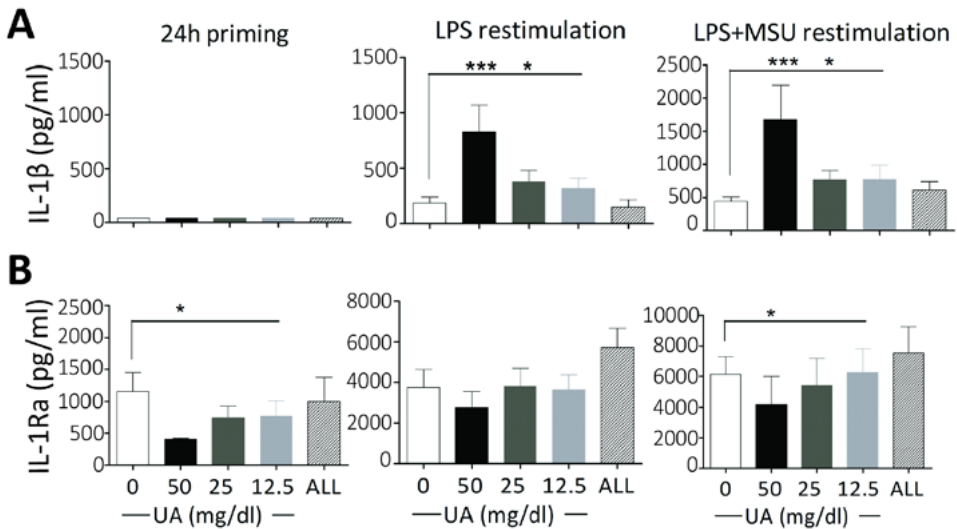 A
24h priming
LPS restimulation
LPS+MSU restimulation
IL-1β (pg/ml)
1500
1000
500
0
1500
1000
500
0
*** *
2500
2000
1500
1000
500
0
*** *
B
IL-1Ra (pg/ml)
2500
2000
1500
1000
500
0
*
8000
6000
4000
2000
0
10000
8000
6000
4000
2000
0
*
0 50 25 12.5 ALL
UA (mg/dl)
0 50 25 12.5 ALL
UA (mg/dl)
0 50 25 12.5 ALL
UA (mg/dl)